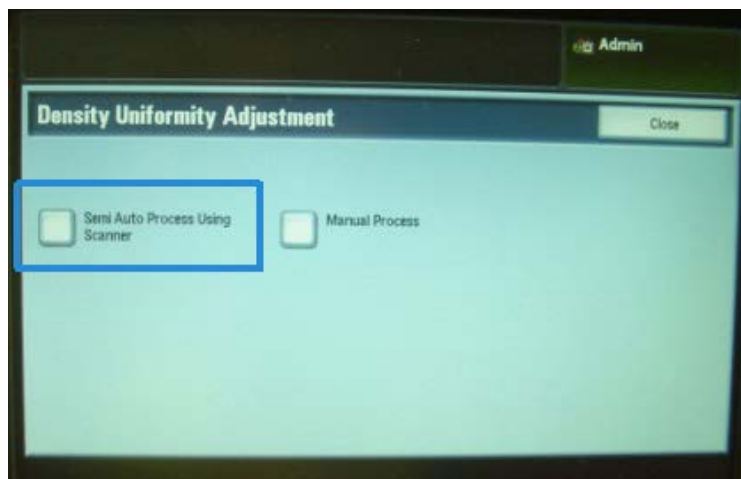 Admin
Density Uniformity Adjustment
Close
Semi Auto Process Using
Scanner
Manual Process